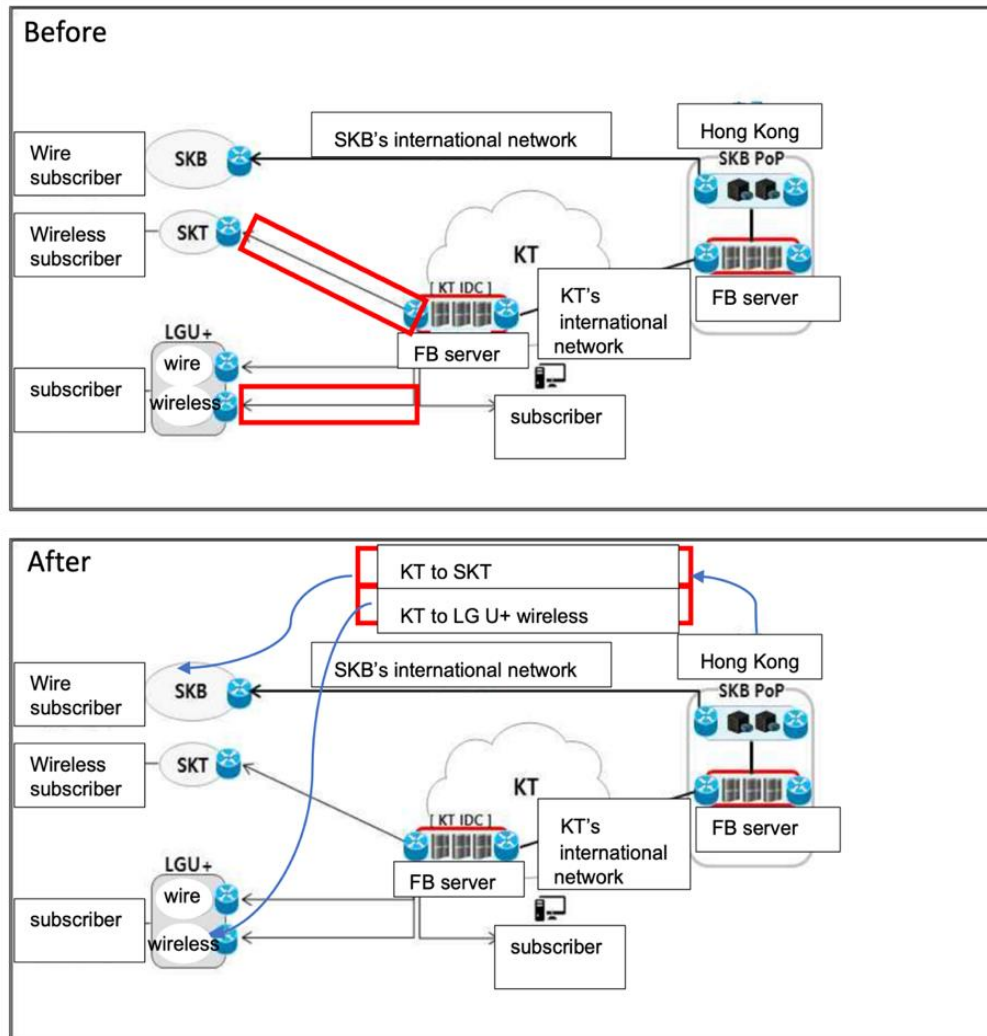 Before
Hong Kong
SKB's international network
Wire
subscriber
SKB
SKB PoP
Wireless
subscriber
SKT
KT
[ KT IDC ]
KT's
international
network
FB server
FB server
LGU+
wire
subscriber
wireless
subscriber
After
KT to SKT
KT to LG U+ wireless
Hong Kong
SKB's international network
Wire
subscriber
SKB
SKB PoP
Wireless
subscriber
SKT
KT
[ KT IDC ]
KT's
international
network
FB server
FB server
LGU+
wire
subscriber
wireless
subscriber